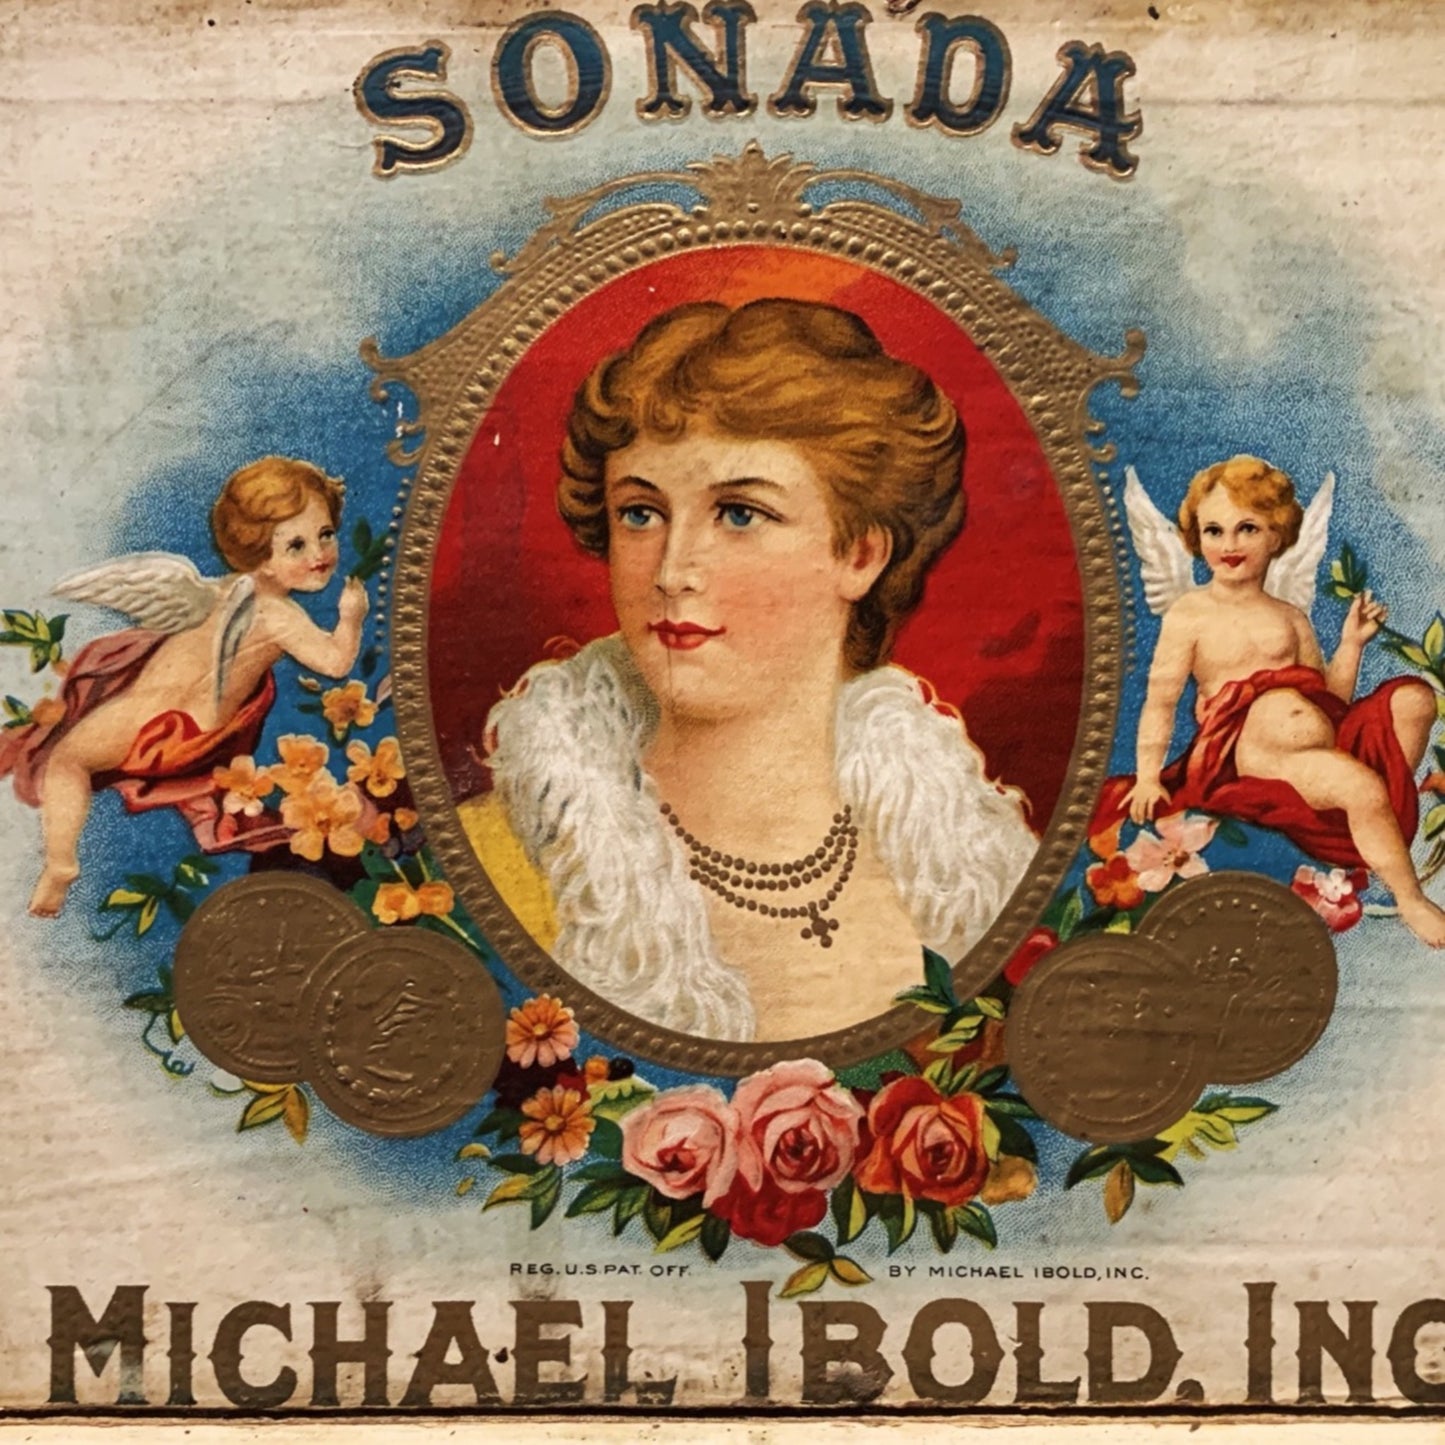 SONADA
REG. U.S. PAT. OFF. BY MICHAEL IBOLD, INC.
MICHAEL IBOLD, INC